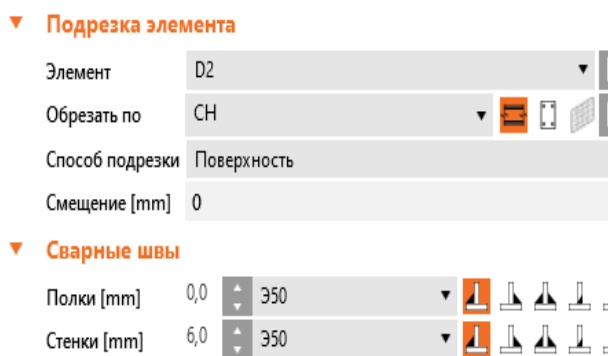 Подрезка элемента
Элемент D2
Обрезать по CH
Способ подрезки Поверхность
Смещение [mm] 0
Сварные швы
Полки [mm] 0,0 Э50
Стенки [mm] 6,0 Э50